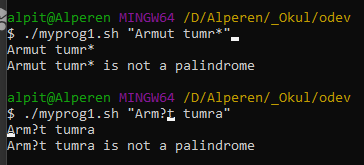 alpit@Alperen MINGW64 /D/Alperen/_Okul/odev
$ ./myprog1.sh "Armut tumr*"
Armut tumr*
Armut tumr* is not a palindrome
alpit@Alperen MINGW64 /D/Alperen/_Okul/odev
$ ./myprog1.sh "Arm?t tumra"
Arm?t tumra
Arm?t tumra is not a palindrome